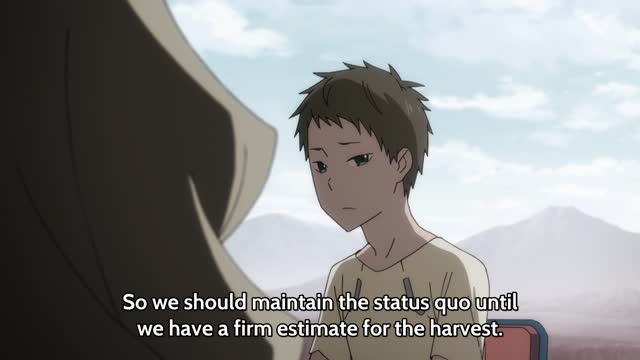 So we should maintain the status quo until
we have a firm estimate for the harvest.